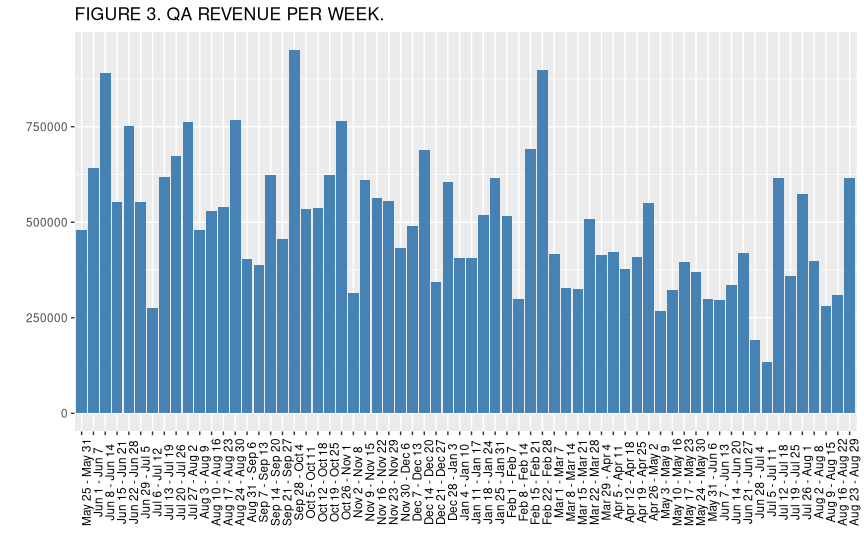 FIGURE 3. QA REVENUE PER WEEK.
750000
500000
250000
0
May 25 - May 31
Jun 1 - Jun 7
Jun 8 - Jun 14
Jun 15 - Jun 21
Jun 22 - Jun 28
Jun 29 - Jul 5
Jul 6 - Jul 12
Jul 13 - Jul 19
Jul 20 - Jul 26
Jul 27 - Aug 2
Aug 3 - Aug 9
Aug 10 - Aug 16
Aug 17 - Aug 23
Aug 24 - Aug 30
Aug 31 - Sep 6
Sep 7 - Sep 13
Sep 14 - Sep 20
Sep 21 - Sep 27
Sep 28 - Oct 4
Oct 5 - Oct 11
Oct 12 - Oct 18
Oct 19 - Oct 25
Oct 26 - Nov 1
Nov 2 - Nov 8
Nov 9 - Nov 15
Nov 16 - Nov 22
Nov 23 - Nov 29
Nov 30 - Dec 6
Dec 7 - Dec 13
Dec 14 - Dec 20
Dec 21 - Dec 27
Dec 28 - Jan 3
Jan 4 - Jan 10
Jan 11 - Jan 17
Jan 18 - Jan 24
Jan 25 - Jan 31
Feb 1 - Feb 7
Feb 8 - Feb 14
Feb 15 - Feb 21
Feb 22 - Feb 28
Mar 1 - Mar 7
Mar 8 - Mar 14
Mar 15 - Mar 21
Mar 22 - Mar 28
Mar 29 - Apr 4
Apr 5 - Apr 11
Apr 12 - Apr 18
Apr 19 - Apr 25
Apr 26 - May 2
May 3 - May 9
May 10 - May 16
May 17 - May 23
May 24 - May 30
May 31 - Jun 6
Jun 7 - Jun 13
Jun 14 - Jun 20
Jun 21 - Jun 27
Jun 28 - Jul 4
Jul 5 - Jul 11
Jul 12 - Jul 18
Jul 19 - Jul 25
Jul 26 - Aug 1
Aug 2 - Aug 8
Aug 9 - Aug 15
Aug 16 - Aug 22
Aug 23 - Aug 29